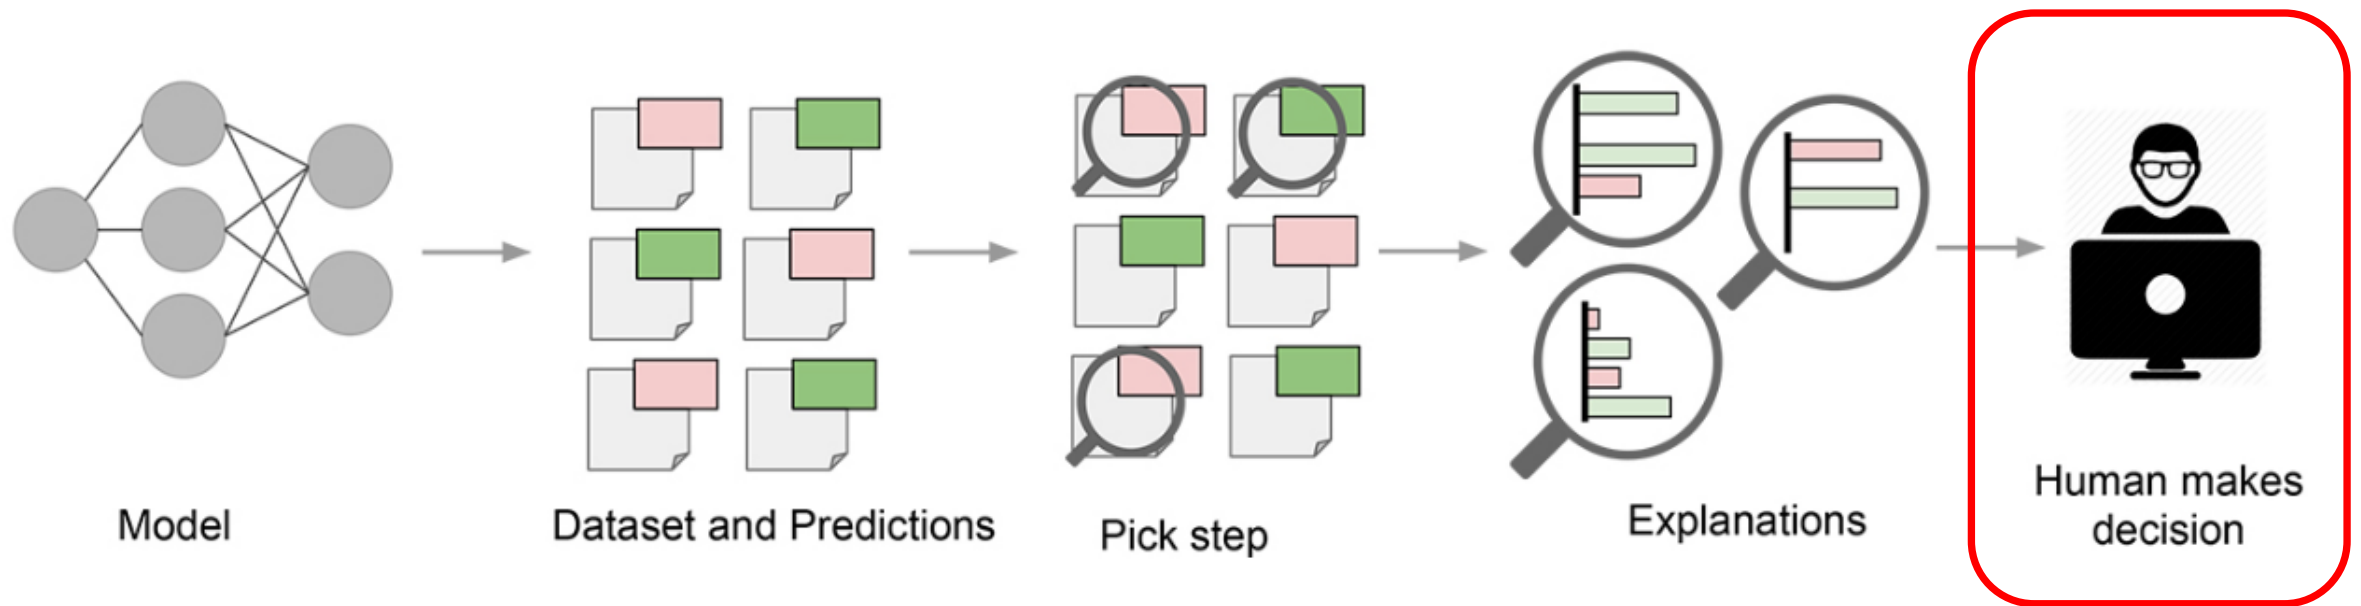 Model
Dataset and Predictions
Pick step
Explanations
Human makes
decision